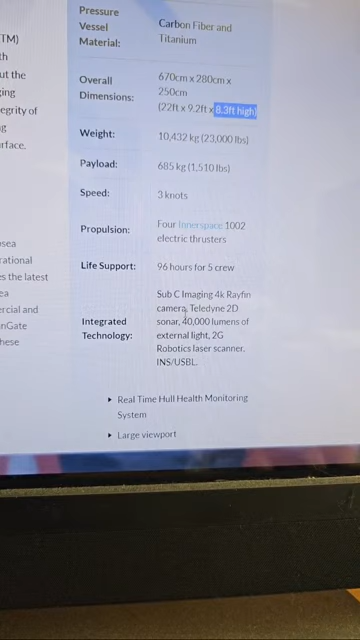 Pressure
Vessel
Material:
Carbon Fiber and
Titanium
(TM)
th
ut the
ging
egrity of
g
rface.
Overall
Dimensions:
670cm x 280cm x
250cm
(22ft x 9.2ft x 8.3ft high)
Weight:
10,432 kg (23,000 lbs)
Payload:
685 kg (1,510 lbs)
Speed:
3 knots
Propulsion:
Four Innerspace 1002
electric thrusters
Life Support:
96 hours for 5 crew
sea
rational
s the latest
ea
ercial and
nGate
hese
Integrated
Technology:
Sub C Imaging 4k Rayfin
camera, Teledyne 2D
sonar, 40,000 lumens of
external light, 2G
Robotics laser scanner.
INS/USBL.
Real Time Hull Health Monitoring
System
Large viewport